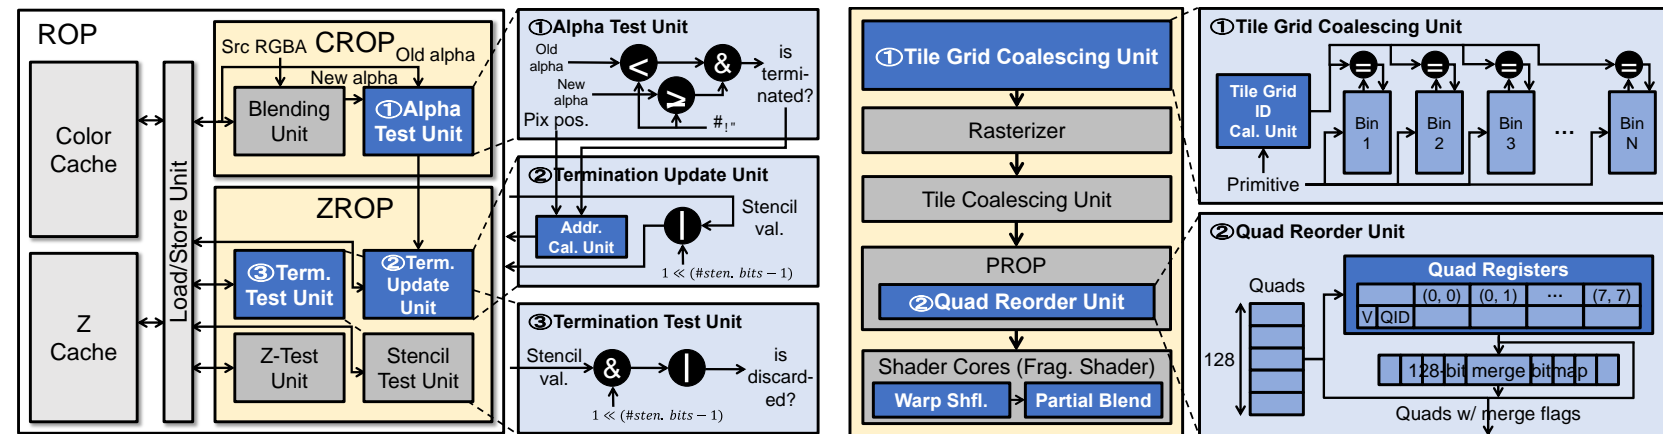 ROP
Color
Cache
Z
Cache
Load/Store Unit
CROP
Src RGBA
Old alpha
New alpha
Blending
Unit
①Alpha
Test Unit
ZROP
③Term.
Test Unit
②Term.
Update
Unit
Z-Test
Unit
Stencil
Test Unit
①Alpha Test Unit
Old
alpha
New
alpha
Pix pos.
<
≥
&
is
termi-
nated?
#!"
②Termination Update Unit
Addr.
Cal. Unit
|
Stencil
val.
1 ≪ (#sten. bits − 1)
③Termination Test Unit
Stencil
val.
&
|
is
discard-
ed?
1 ≪ (#sten. bits − 1)
①Tile Grid Coalescing Unit
Rasterizer
Tile Coalescing Unit
PROP
②Quad Reorder Unit
Shader Cores (Frag. Shader)
Warp Shfl.
Partial Blend
①Tile Grid Coalescing Unit
Tile Grid
ID
Cal. Unit
Primitive
= = = =
Bin
1
Bin
2
Bin
3
...
Bin
N
②Quad Reorder Unit
Quads
128
Quad Registers
(0, 0) (0, 1) ... (7, 7)
V QID
128-bit merge bitmap
Quads w/ merge flags